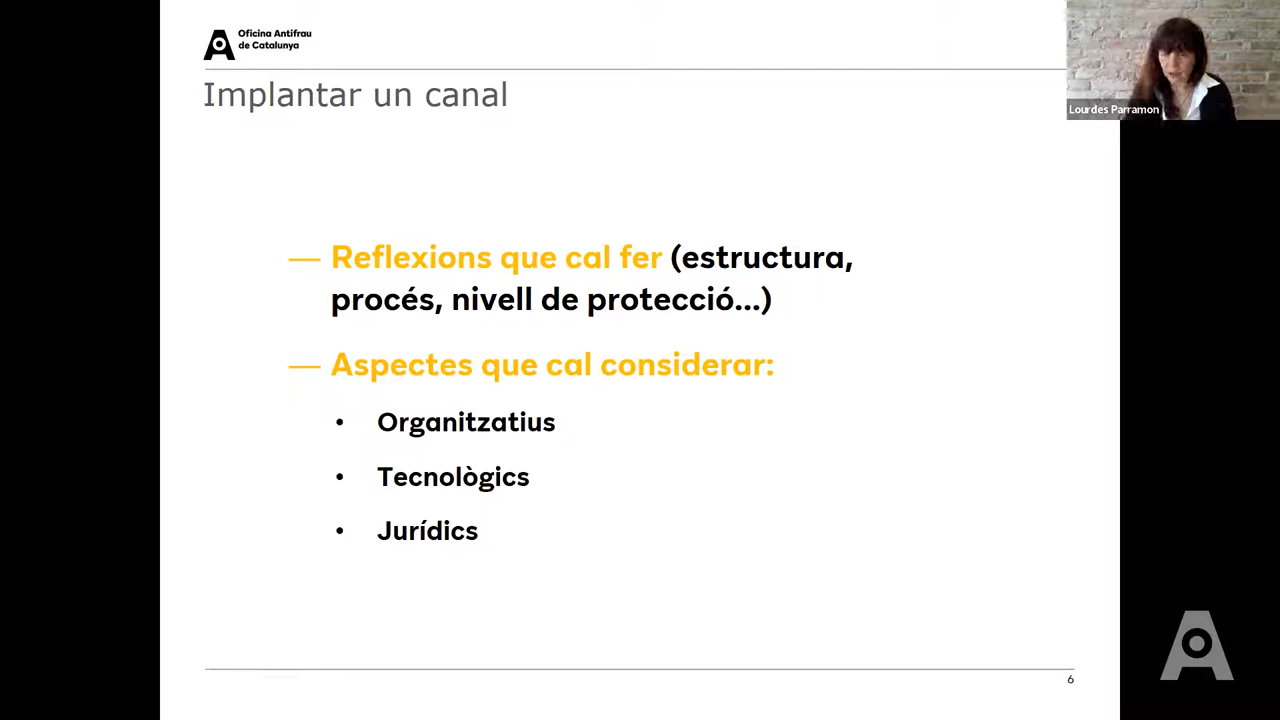 Oficina Antifrau
de Catalunya
Implantar un canal
Lourdes Parramon
— Reflexions que cal fer (estructura,
procés, nivell de protecció...)
— Aspectes que cal considerar:
• Organitzatius
• Tecnològics
• Jurídics
6